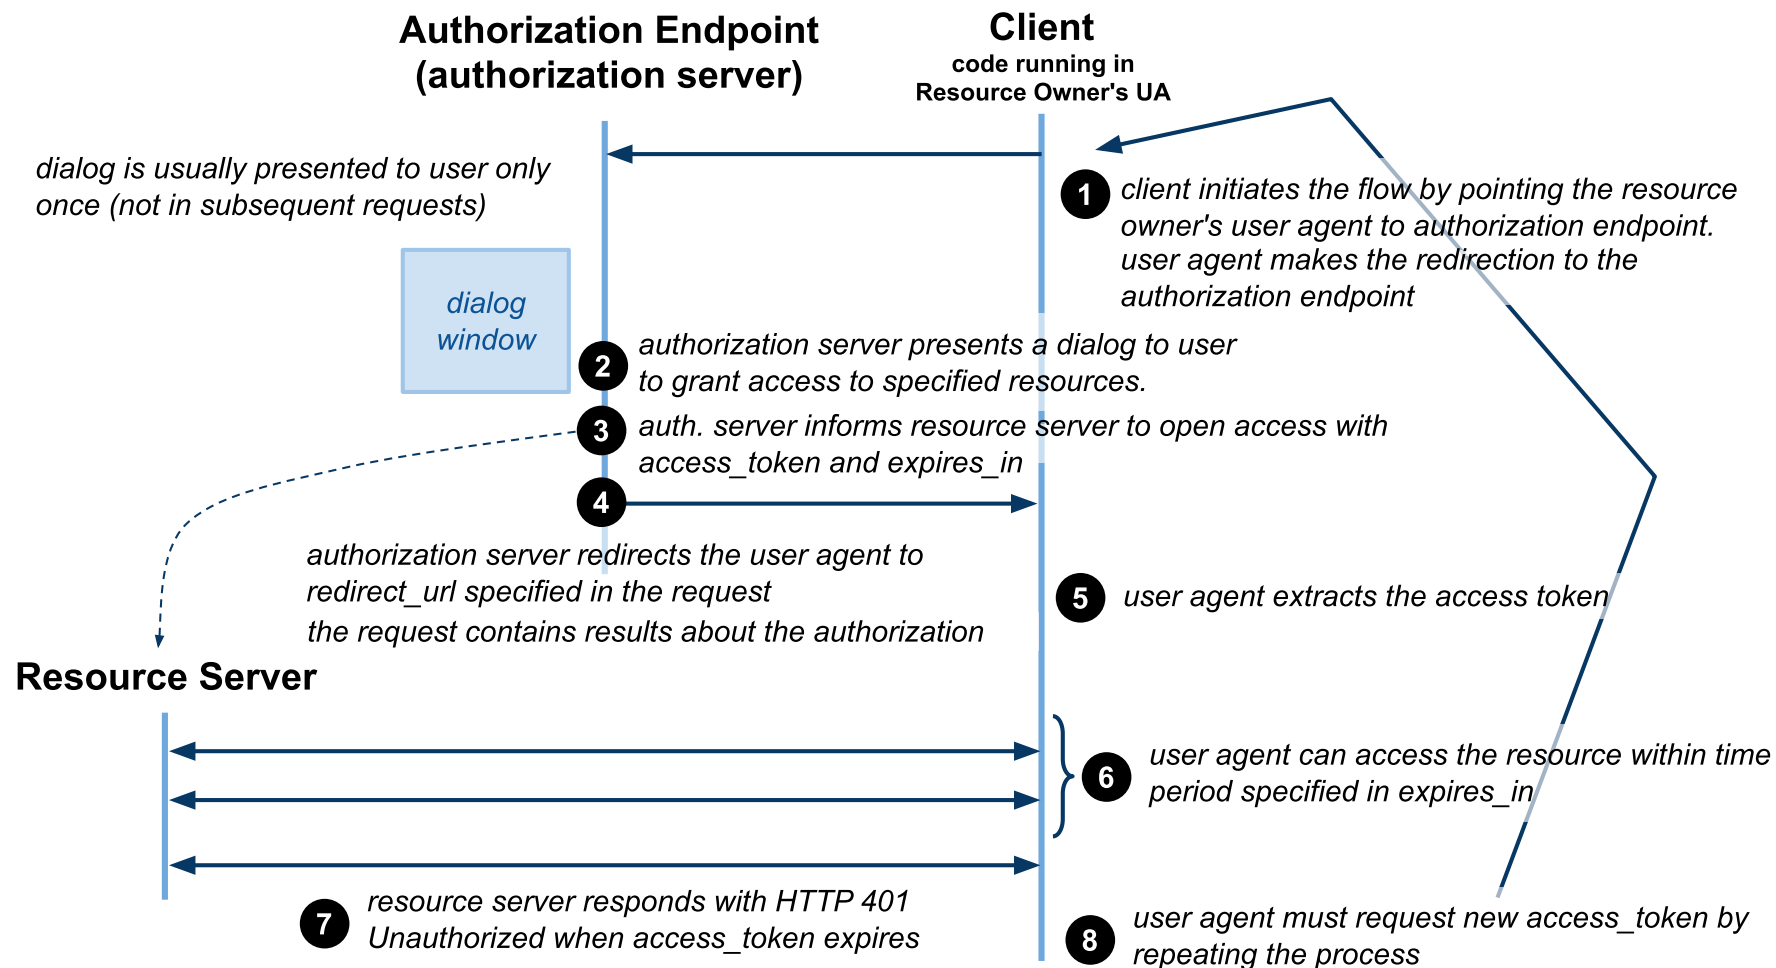 Authorization Endpoint
(authorization server)
Client
code running in
Resource Owner's UA
dialog is usually presented to user only
once (not in subsequent requests)
1
client initiates the flow by pointing the resource
owner's user agent to authorization endpoint.
user agent makes the redirection to the
authorization endpoint
dialog
window
2
authorization server presents a dialog to user
to grant access to specified resources.
3
auth. server informs resource server to open access with
access_token and expires_in
4
authorization server redirects the user agent to
redirect_url specified in the request
the request contains results about the authorization
5
user agent extracts the access token
Resource Server
6
user agent can access the resource within time
period specified in expires_in
7
resource server responds with HTTP 401
Unauthorized when access_token expires
8
user agent must request new access_token by
repeating the process